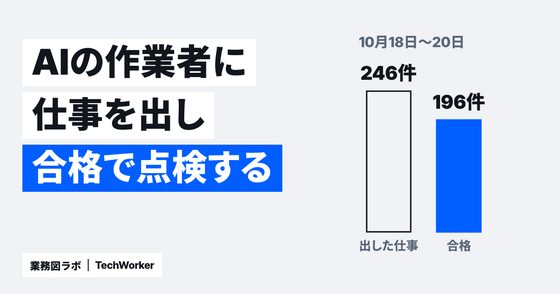 AIの作業者に
仕事を出し
合格で点検する
業務図ラボ | TechWorker
10月18日〜20日
246件
196件
出した仕事
合格